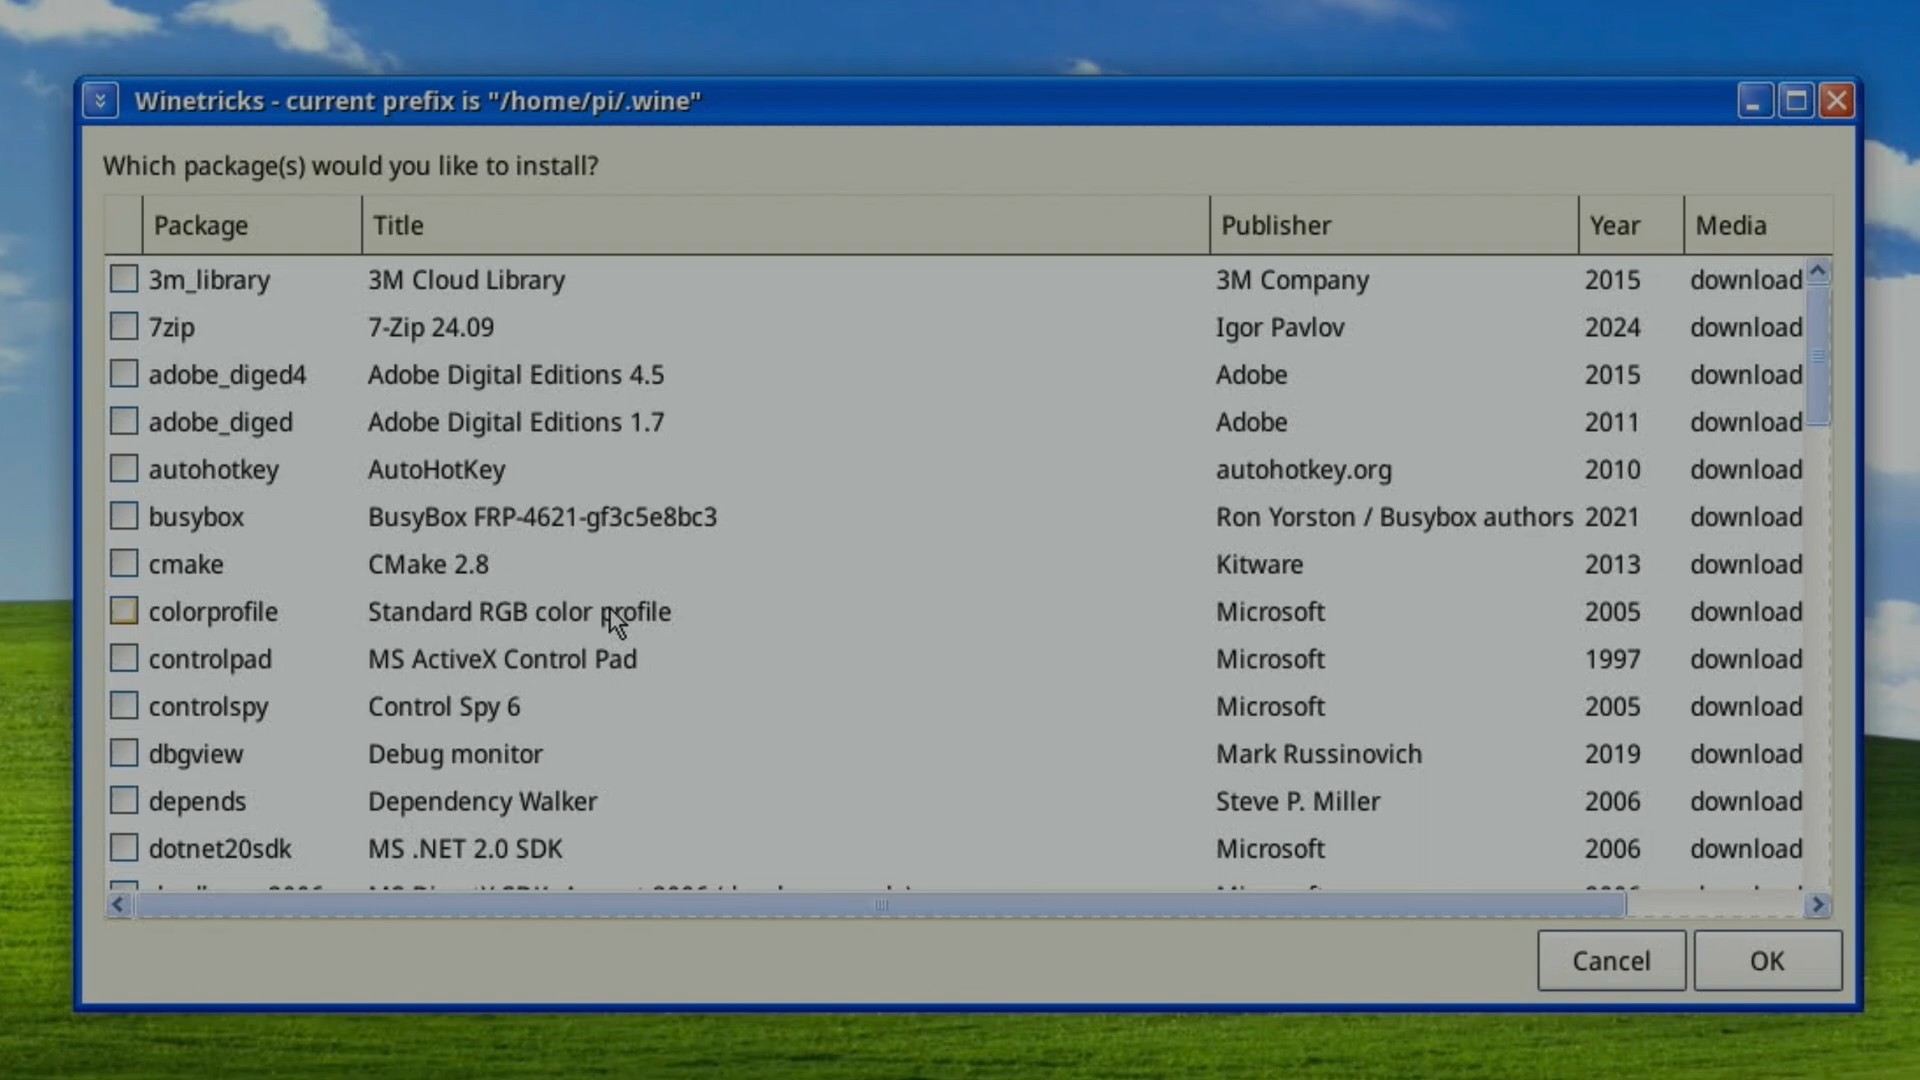 Winetricks - current prefix is "/home/pi/.wine"
Which package(s) would you like to install?
Package Title Publisher Year Media
3m_library 3M Cloud Library 3M Company 2015 download
7zip 7-Zip 24.09 Igor Pavlov 2024 download
adobe_diged4 Adobe Digital Editions 4.5 Adobe 2015 download
adobe_diged Adobe Digital Editions 1.7 Adobe 2011 download
autohotkey AutoHotKey autohotkey.org 2010 download
busybox BusyBox FRP-4621-gf3c5e8bc3 Ron Yorston / Busybox authors 2021 download
cmake CMake 2.8 Kitware 2013 download
colorprofile Standard RGB color profile Microsoft 2005 download
controlpad MS ActiveX Control Pad Microsoft 1997 download
controlspy Control Spy 6 Microsoft 2005 download
dbgview Debug monitor Mark Russinovich 2019 download
depends Dependency Walker Steve P. Miller 2006 download
dotnet20sdk MS .NET 2.0 SDK Microsoft 2006 download
Cancel OK